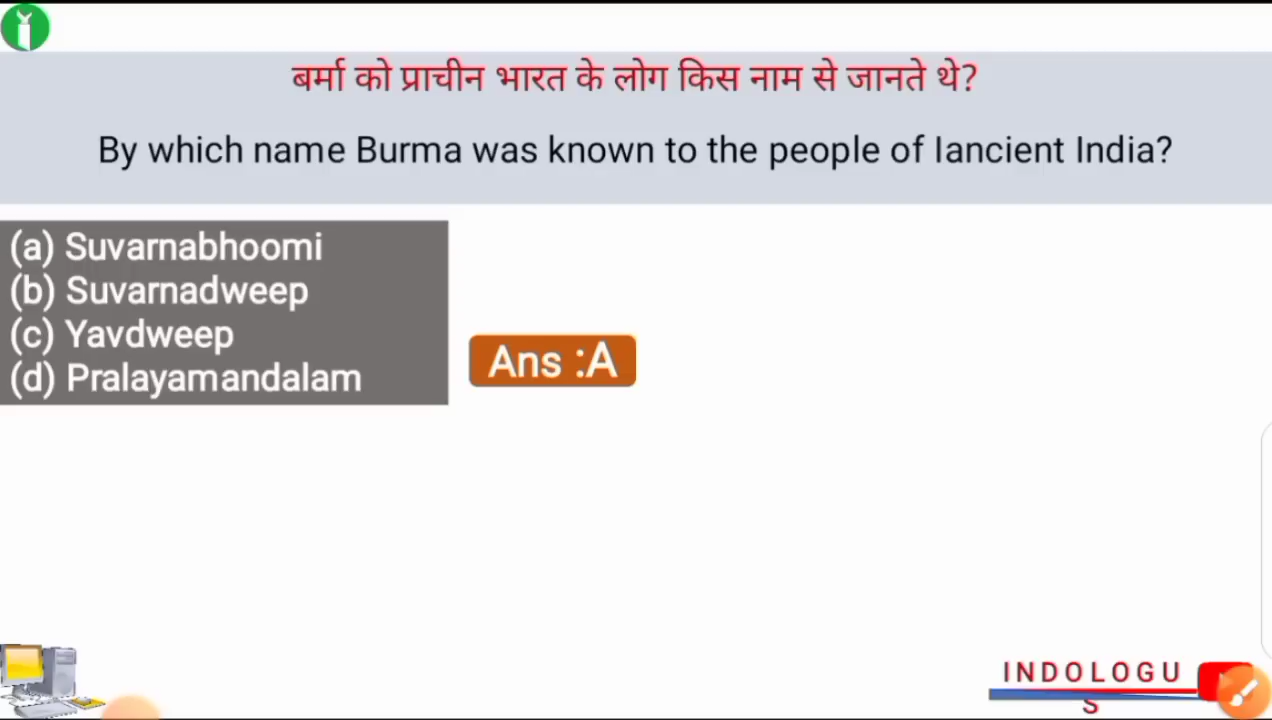 बर्मा को प्राचीन भारत के लोग किस नाम से जानते थे?
By which name Burma was known to the people of Iancient India?
(a) Suvarnabhoomi
(b) Suvarnadweep
(c) Yavdweep
(d) Pralayamandalam
Ans :A
INDOLOGU
S